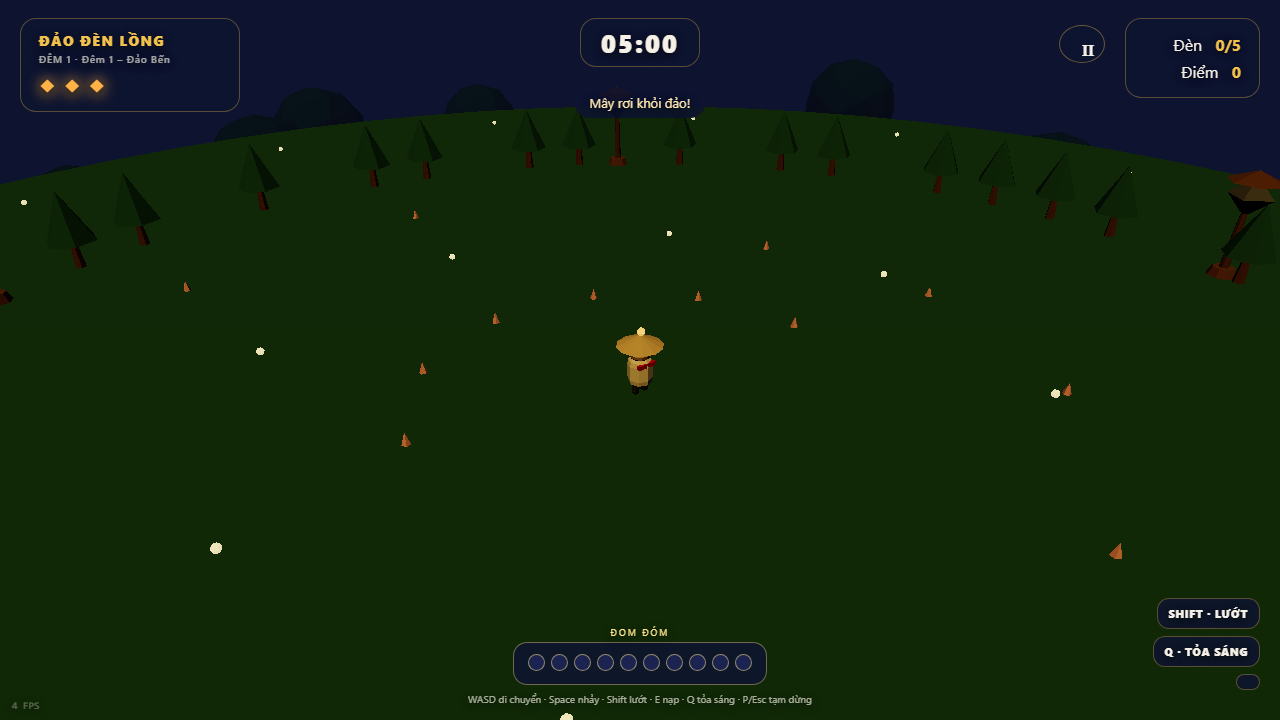 ĐẢO ĐÈN LỒNG
ĐÊM 1 · Đêm 1 – Đảo Bến
05:00
Mây rơi khỏi đảo!
II
Đèn 0/5
Điểm 0
SHIFT · LƯỚT
Q · TỎA SÁNG
ĐOM ĐÓM
WASD di chuyển · Space nhảy · Shift lướt · E nạp · Q tỏa sáng · P/Esc tạm dừng
4 FPS